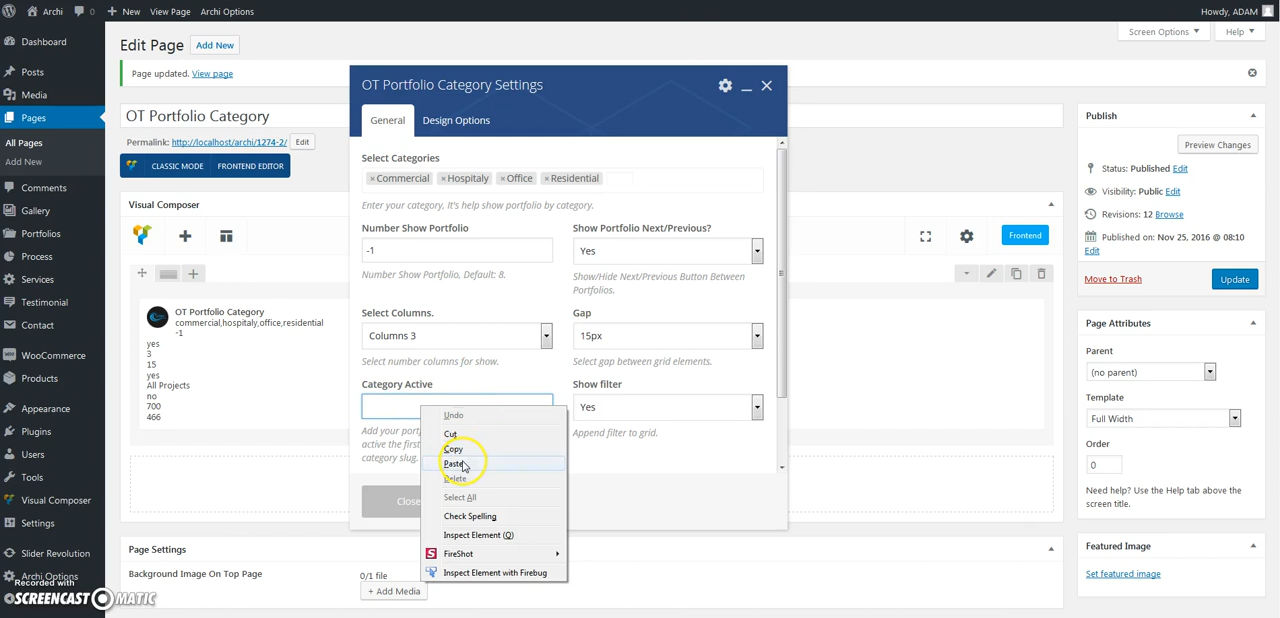 Archi
0
New
View Page
Archi Options
Howdy, ADAM
Dashboard
Posts
Media
Pages
All Pages
Add New
Comments
Gallery
Portfolios
Process
Services
Testimonial
Contact
WooCommerce
Products
Appearance
Plugins
Users
Tools
Visual Composer
Settings
Slider Revolution
Archi Options
Recorded with
SCREENCAST MATIC
Screen Options
Help
Edit Page
Add New
Page updated. View page
OT Portfolio Category
Permalink: http://localhost/archi/1274-2/ Edit
CLASSIC MODE
FRONTEND EDITOR
Visual Composer
Frontend
OT Portfolio Category
commercial,hospitaly,office,residential
-1
yes
3
15
yes
All Projects
no
700
466
Page Settings
Background Image On Top Page
0/1 file
+ Add Media
OT Portfolio Category Settings
General
Design Options
Select Categories
×Commercial ×Hospitaly ×Office ×Residential
Enter your category, It's help show portfolio by category.
Number Show Portfolio
-1
Number Show Portfolio, Default: 8.
Show Portfolio Next/Previous?
Yes
Show/Hide Next/Previous Button Between
Portfolios.
Select Columns.
Columns 3
Select number columns for show.
Gap
15px
Select gap between grid elements.
Category Active
Add your port
active the first
category slug.
Show filter
Yes
Append filter to grid.
Close
Undo
Cut
Copy
Paste
Delete
Select All
Check Spelling
Inspect Element (Q)
FireShot
Inspect Element with Firebug
Publish
Preview Changes
Status: Published Edit
Visibility: Public Edit
Revisions: 12 Browse
Published on: Nov 25, 2016 @ 08:10
Edit
Move to Trash
Update
Page Attributes
Parent
(no parent)
Template
Full Width
Order
0
Need help? Use the Help tab above the
screen title.
Featured Image
Set featured image